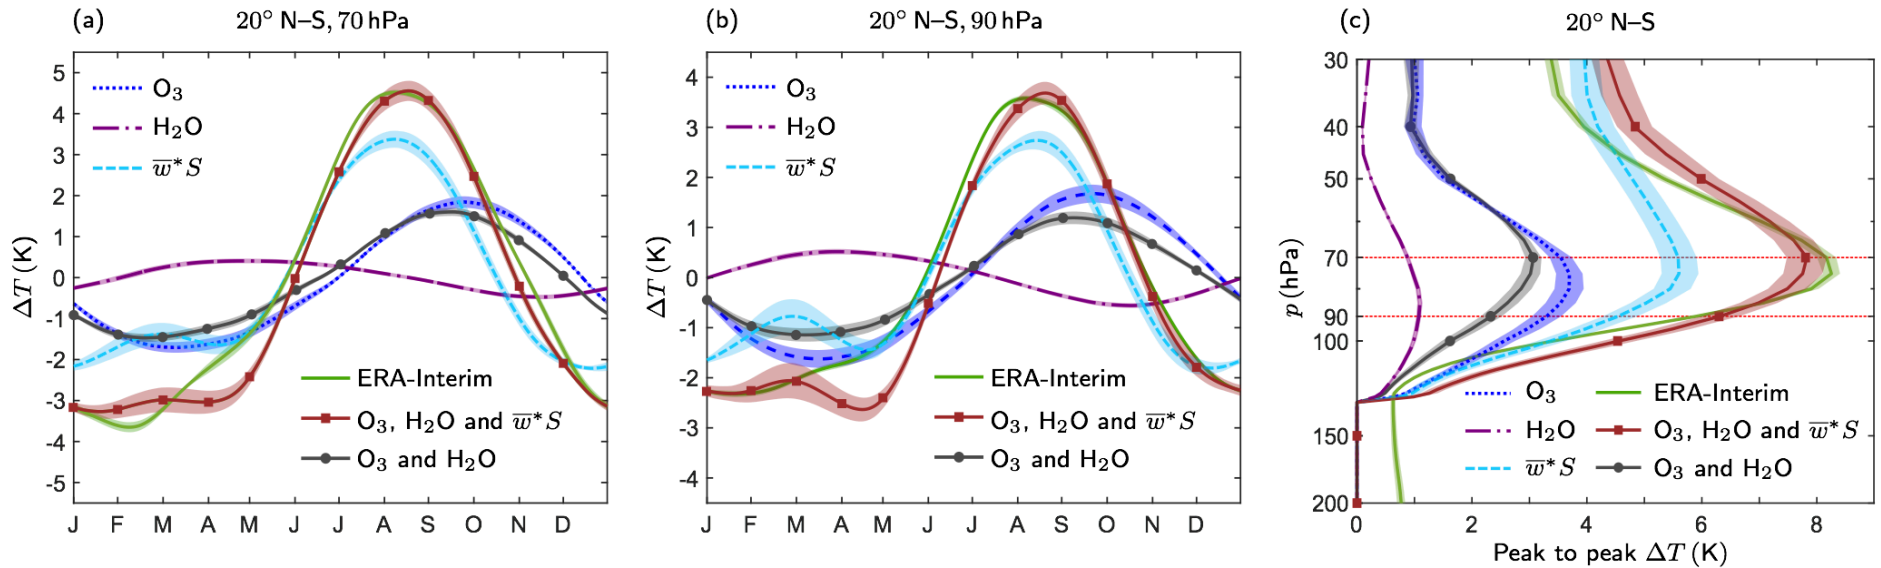 (a) 20° N–S, 70 hPa
5
4
3
2
1
0
-1
-2
-3
-4
-5
ΔT (K)
O₃
H₂O
w̅*S
ERA-Interim
O₃, H₂O and w̅*S
O₃ and H₂O
J F M A M J J A S O N D
(b) 20° N–S, 90 hPa
4
3
2
1
0
-1
-2
-3
-4
ΔT (K)
O₃
H₂O
w̅*S
ERA-Interim
O₃, H₂O and w̅*S
O₃ and H₂O
J F M A M J J A S O N D
(c) 20° N–S
30
40
50
70
90
100
150
200
p (hPa)
O₃
H₂O
w̅*S
ERA-Interim
O₃, H₂O and w̅*S
O₃ and H₂O
0 2 4 6 8
Peak to peak ΔT (K)